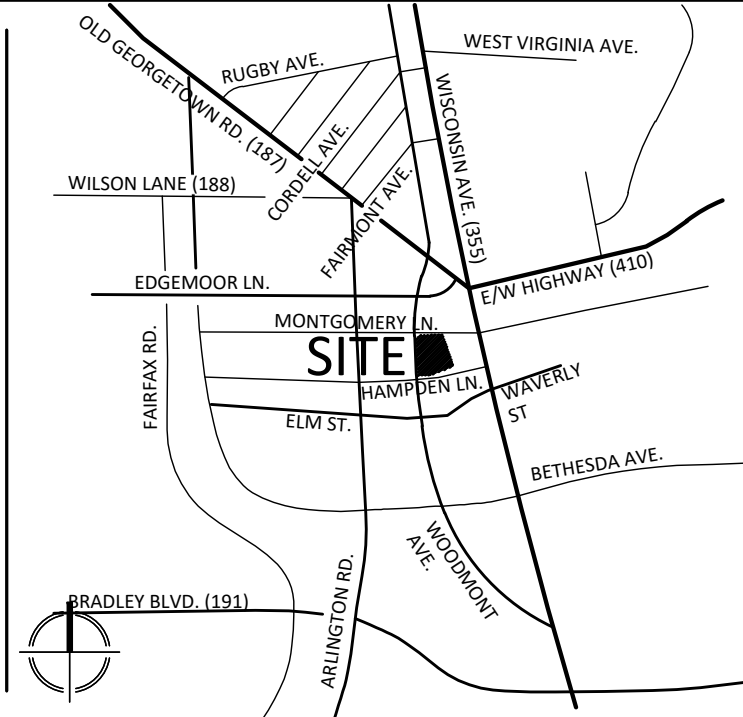 OLD GEORGETOWN RD. (187)
RUGBY AVE.
WEST VIRGINIA AVE.
WISCONSIN AVE. (355)
CORDELL AVE.
WILSON LANE (188)
FAIRMONT AVE.
EDGEMOOR LN.
E/W HIGHWAY (410)
MONTGOMERY LN.
SITE
FAIRFAX RD.
HAMPDEN LN.
WAVERLY
ST
ELM ST.
BETHESDA AVE.
WOODMONT
AVE.
BRADLEY BLVD. (191)
ARLINGTON RD.